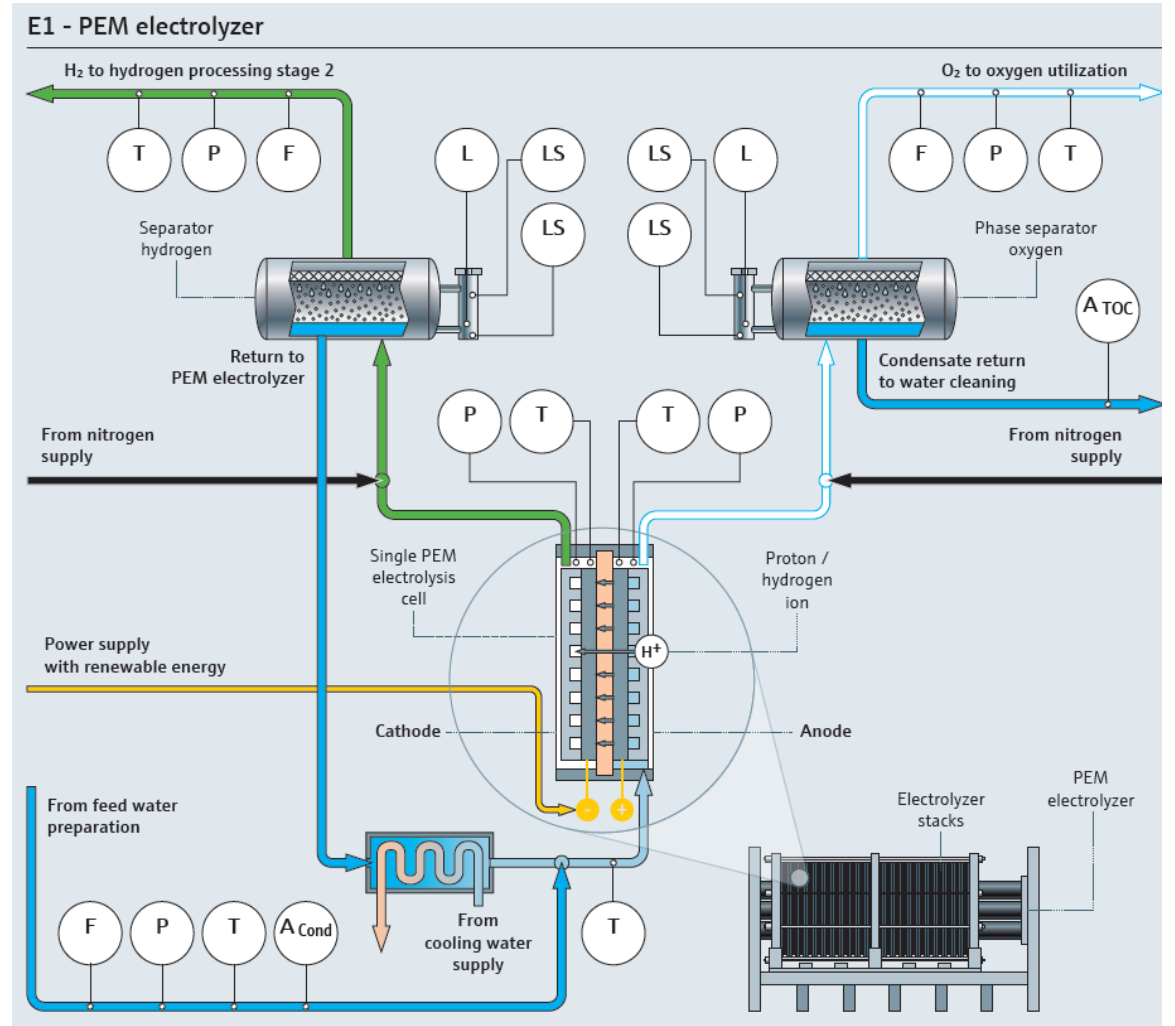 E1 - PEM electrolyzer
H₂ to hydrogen processing stage 2
O₂ to oxygen utilization
T
P
F
L
LS
LS
LS
LS
L
F
P
T
Separator
hydrogen
Phase separator
oxygen
A TOC
Return to
PEM electrolyzer
Condensate return
to water cleaning
P
T
T
P
From nitrogen
supply
From nitrogen
supply
Single PEM
electrolysis
cell
Proton /
hydrogen
ion
H⁺
Power supply
with renewable energy
Cathode
Anode
-
+
From feed water
preparation
Electrolyzer
stacks
PEM
electrolyzer
F
P
T
A Cond
From
cooling water
supply
T